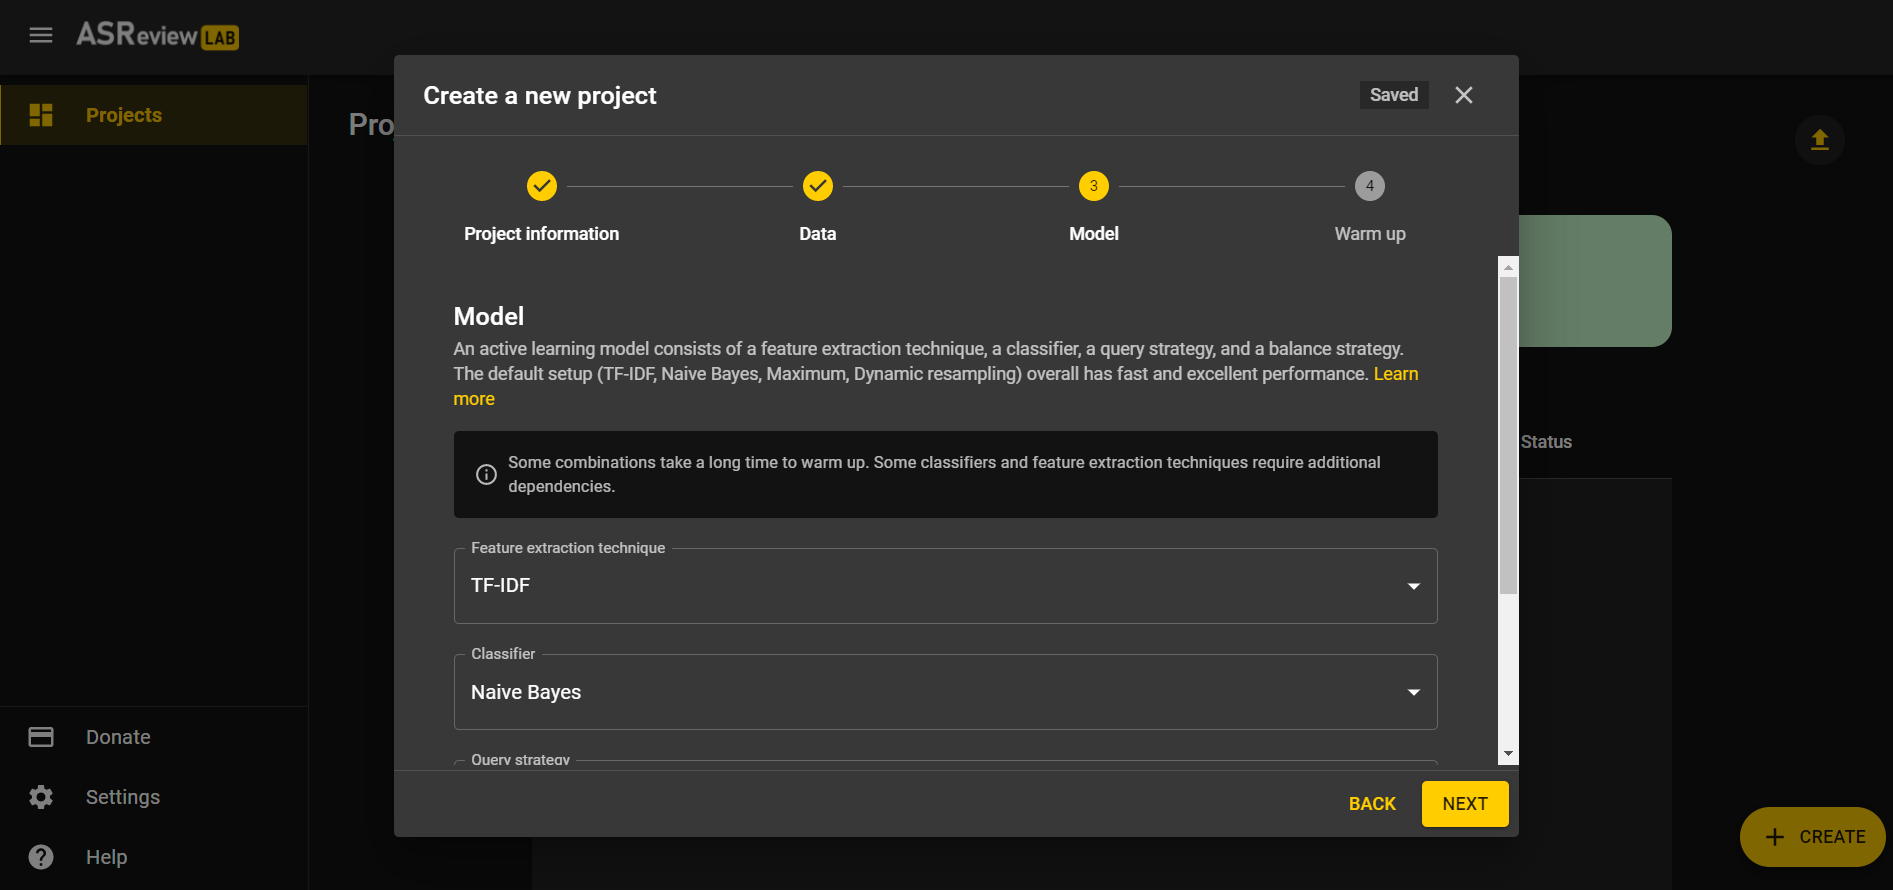 ASReview LAB
Projects
Pro
Create a new project
Saved
3
4
Project information
Data
Model
Warm up
Model
An active learning model consists of a feature extraction technique, a classifier, a query strategy, and a balance strategy.
The default setup (TF-IDF, Naive Bayes, Maximum, Dynamic resampling) overall has fast and excellent performance. Learn
more
Some combinations take a long time to warm up. Some classifiers and feature extraction techniques require additional
dependencies.
Feature extraction technique
TF-IDF
Classifier
Naive Bayes
Query strategy
BACK
NEXT
Status
Donate
Settings
Help
CREATE